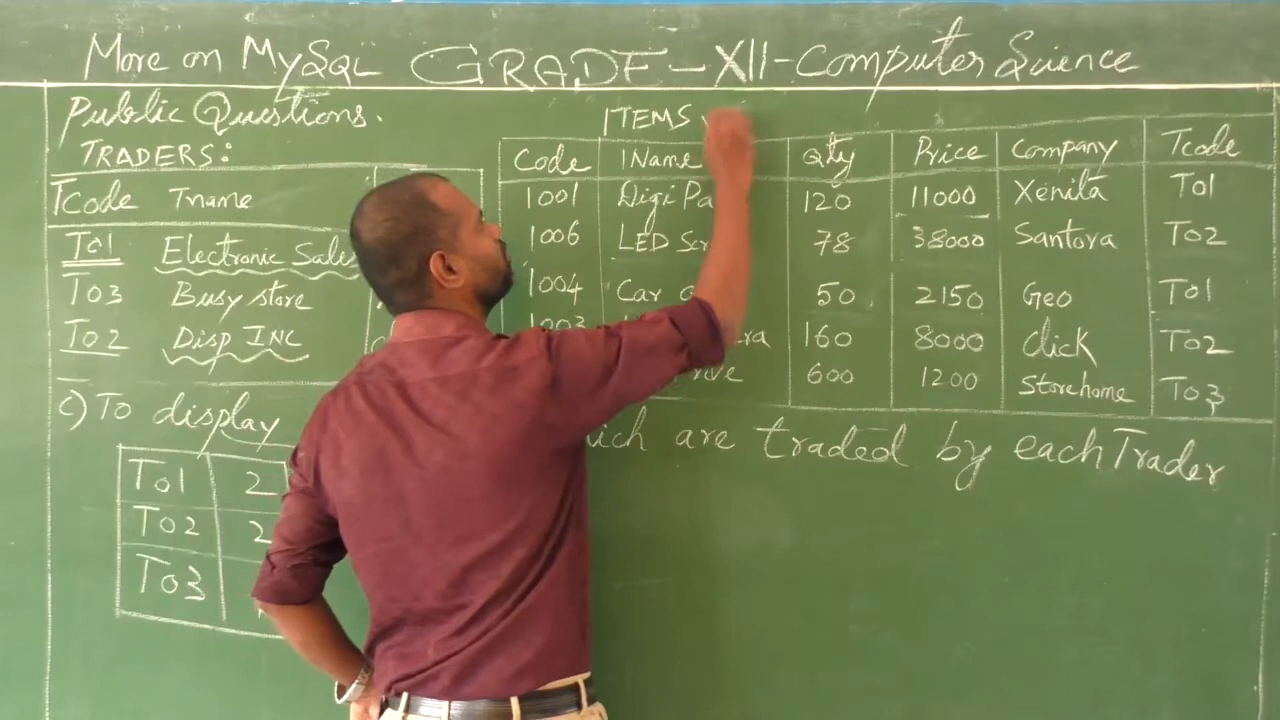 More on MySQL GRADE-XII-Computer Science
Public Questions.
TRADERS:
Tcode Tname
T01 Electronic Sales
T03 Busy store
T02 Disp INC
ITEMS
Code IName Qty Price Company Tcode
1001 Digi Pa 120 11000 Xenita T01
1006 LED Scr 78 38000 Santora T02
1004 Car 50 2150 Geo T01
1003 ra 160 8000 click T02
600 1200 Storehome T03
c) To display which are traded by each Trader
T01 2
T02 2
T03